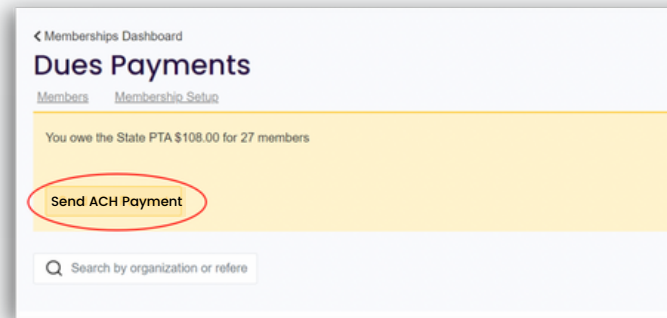 Memberships Dashboard
Dues Payments
Members Membership Setup
You owe the State PTA $108.00 for 27 members
Send ACH Payment
Search by organization or refere